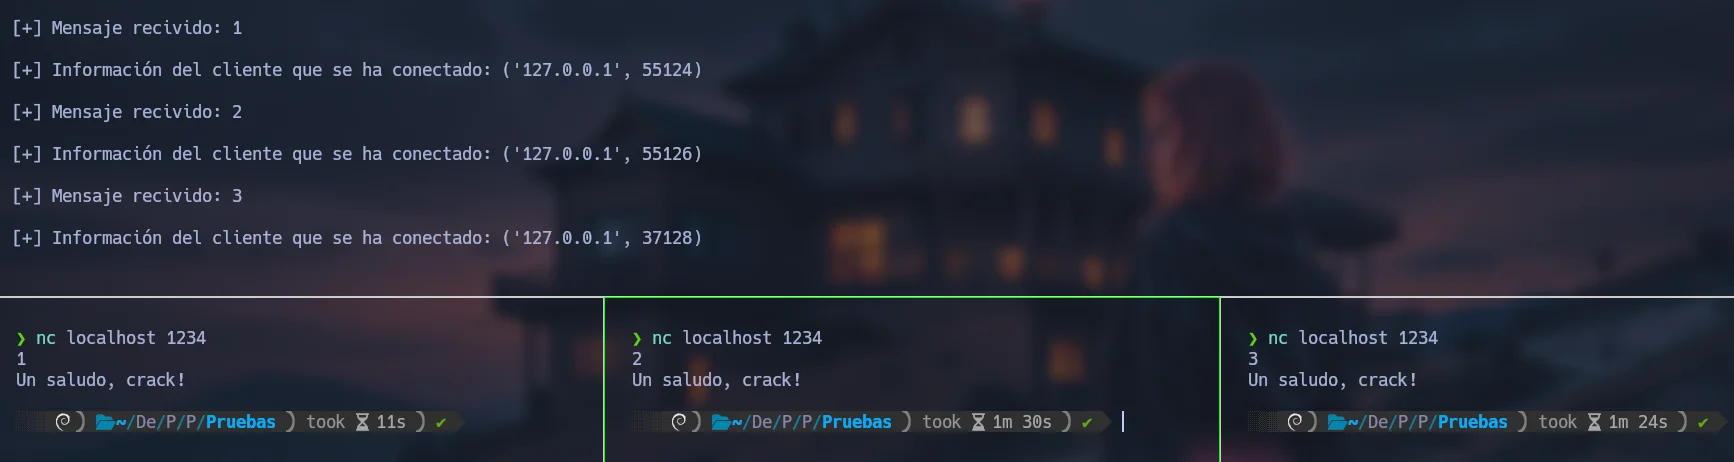 [+] Mensaje recivido: 1
[+] Información del cliente que se ha conectado: ('127.0.0.1', 55124)
[+] Mensaje recivido: 2
[+] Información del cliente que se ha conectado: ('127.0.0.1', 55126)
[+] Mensaje recivido: 3
[+] Información del cliente que se ha conectado: ('127.0.0.1', 37128)
❯ nc localhost 1234
1
Un saludo, crack!
~/De/P/P/Pruebas ) took ⌛ 11s ) ✔
❯ nc localhost 1234
2
Un saludo, crack!
~/De/P/P/Pruebas ) took ⌛ 1m 30s ) ✔
❯ nc localhost 1234
3
Un saludo, crack!
~/De/P/P/Pruebas ) took ⌛ 1m 24s ) ✔